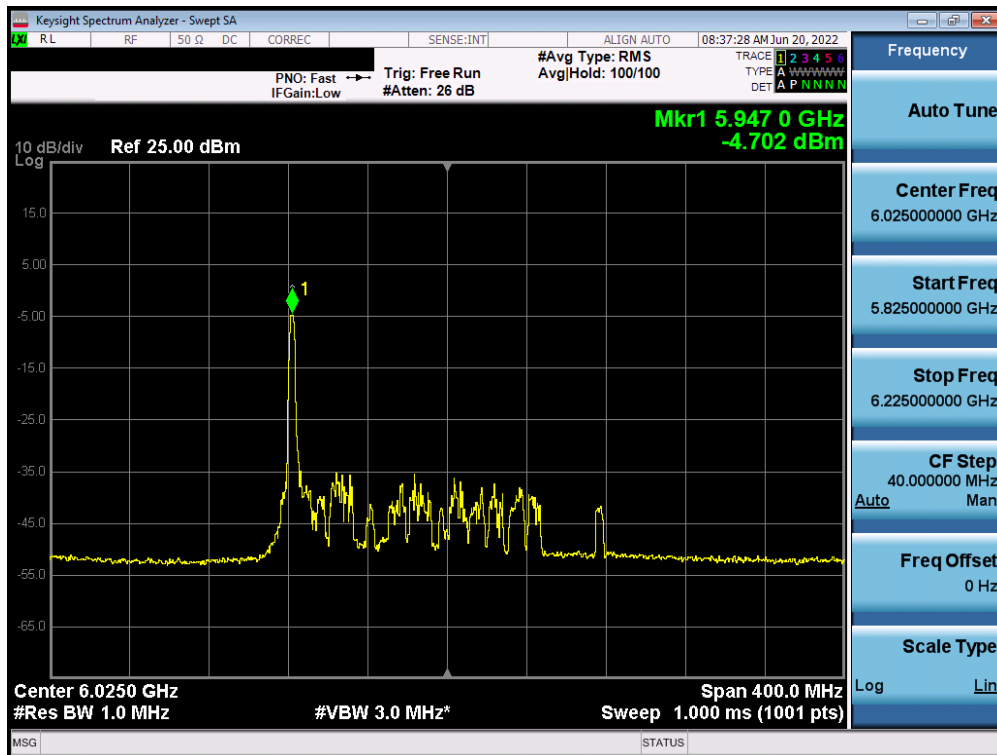 Keysight Spectrum Analyzer - Swept SA
LXI RL RF 50 Ω DC CORREC SENSE:INT ALIGN AUTO 08:37:28 AM Jun 20, 2022
PNO: Fast
IFGain:Low
Trig: Free Run
#Atten: 26 dB
#Avg Type: RMS
Avg|Hold: 100/100
TRACE 1 2 3 4 5 6
TYPE A WWWWW
DET A P N N N N
Mkr1 5.947 0 GHz
-4.702 dBm
10 dB/div Ref 25.00 dBm
Log
15.0
5.00
1
-5.00
-15.0
-25.0
-35.0
-45.0
-55.0
-65.0
Center 6.0250 GHz Span 400.0 MHz
#Res BW 1.0 MHz #VBW 3.0 MHz* Sweep 1.000 ms (1001 pts)
MSG STATUS
Frequency
Auto Tune
Center Freq
6.025000000 GHz
Start Freq
5.825000000 GHz
Stop Freq
6.225000000 GHz
CF Step
40.000000 MHz
Auto Man
Freq Offset
0 Hz
Scale Type
Log Lin